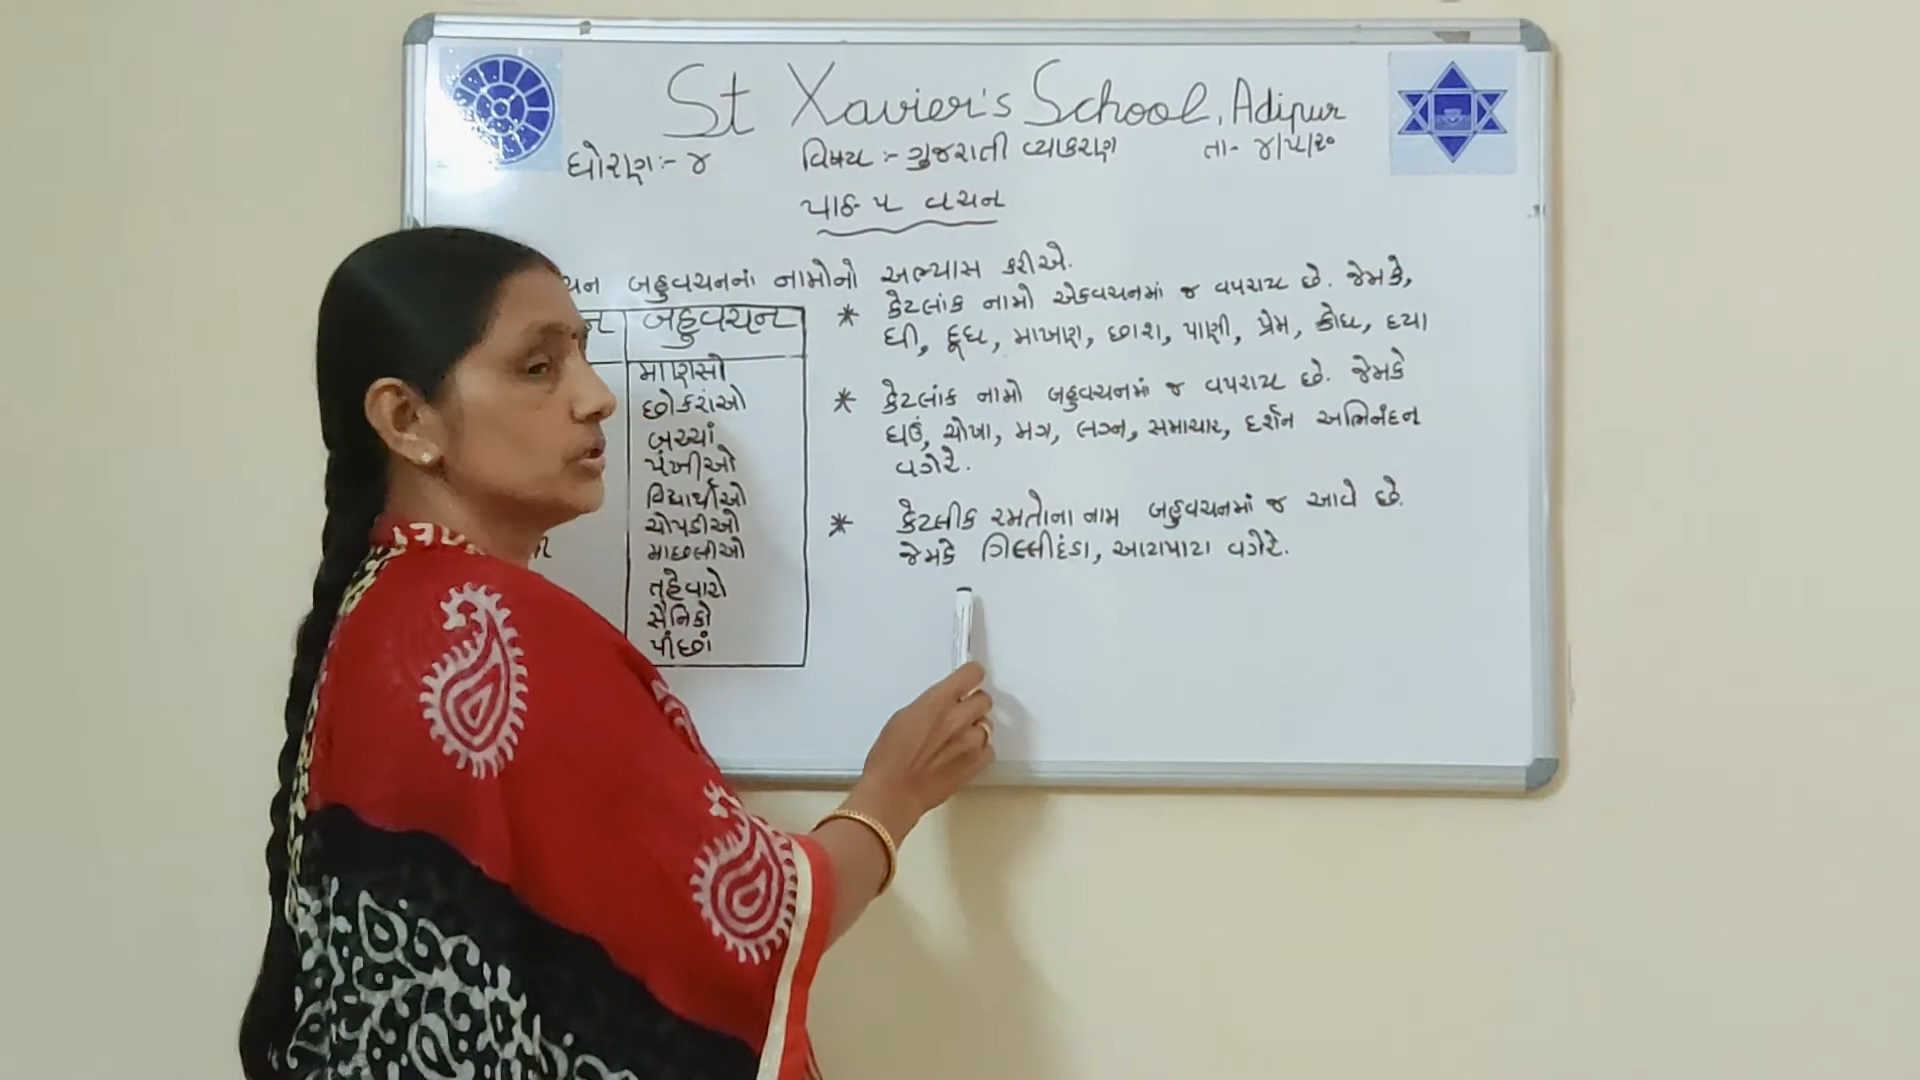 St Xavier's School, Adipur
ધોરણ:- ૪
વિષય :- ગુજરાતી વ્યાકરણ
તા- ૪/૫/૨૦
પાઠ ૫ વચન
બહુવચનનાં નામોનો અભ્યાસ કરીએ.
બહુવચન
માણસો
છોકરાંઓ
બચ્ચાં
પંખીઓ
વિદ્યાર્થીઓ
ચોપડીઓ
માછલીઓ
તહેવારો
સૈનિકો
પીંછાં
* કેટલાંક નામો એકવચનમાં જ વપરાય છે. જેમકે,
ઘી, દૂધ, માખણ, છાશ, પાણી, પ્રેમ, ક્રોધ, દયા
* કેટલાંક નામો બહુવચનમાં જ વપરાય છે. જેમકે
ઘઉં, ચોખા, મગ, લગ્ન, સમાચાર, દર્શન અભિનંદન
વગેરે.
* કેટલીક રમતોના નામ બહુવચનમાં જ આવે છે.
જેમકે ગિલ્લીદંડા, આટાપાટા વગેરે.